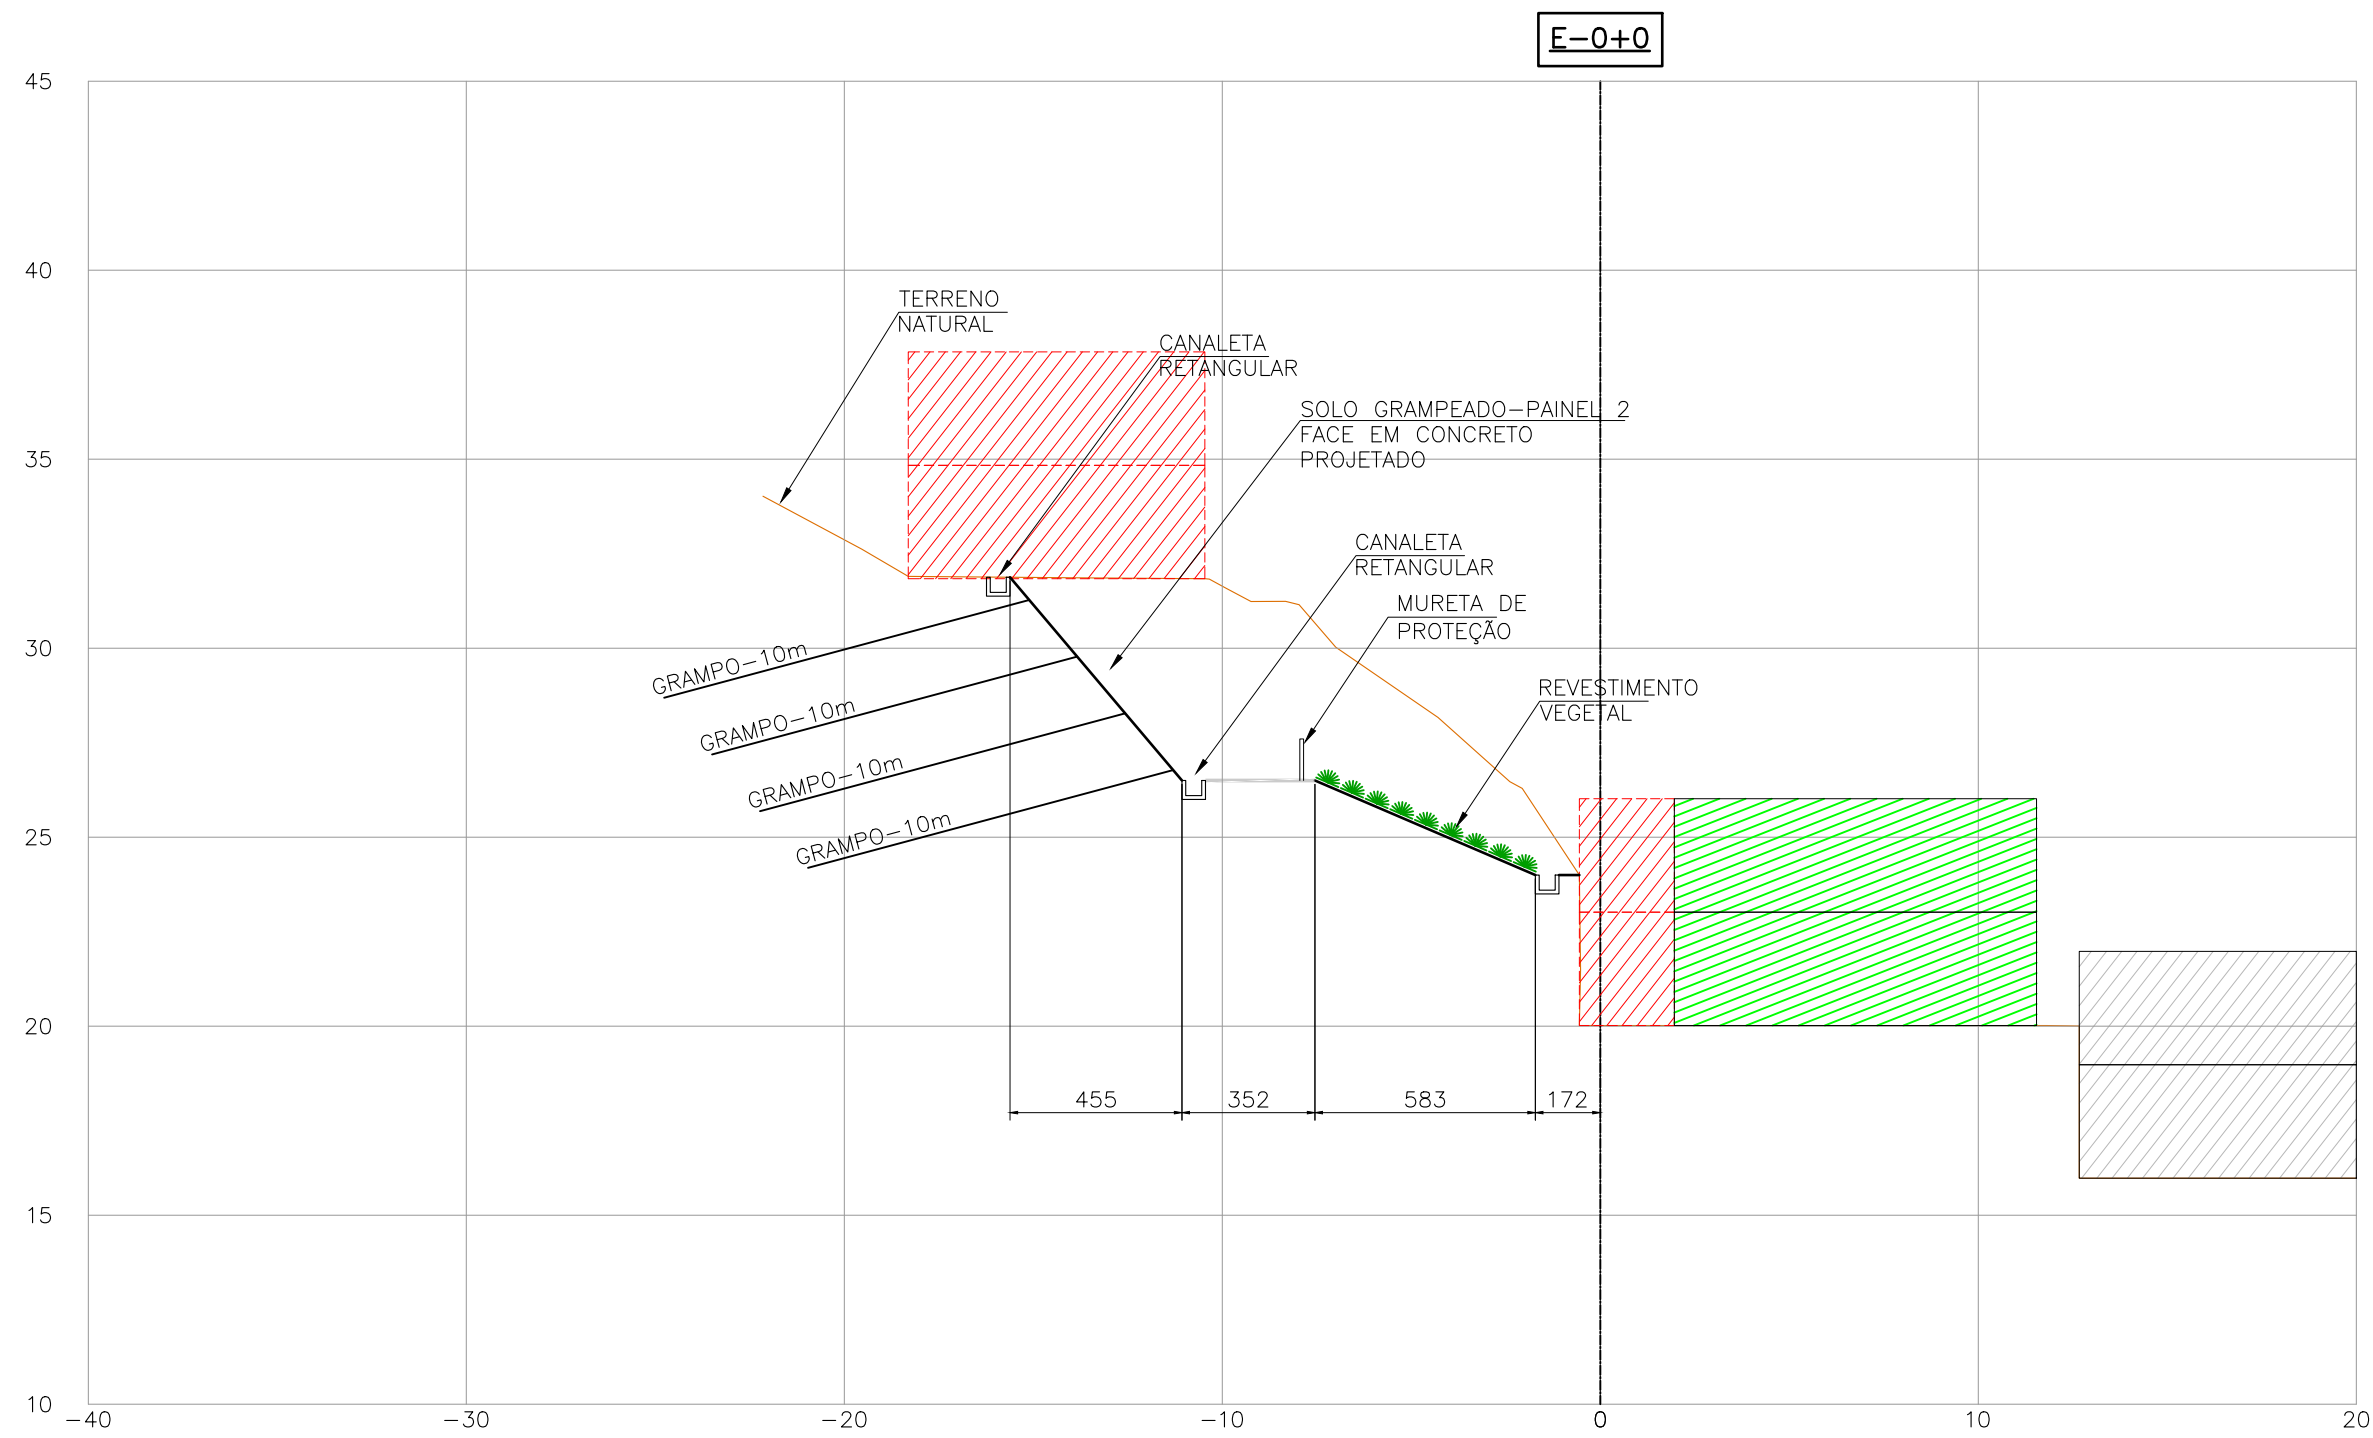 E-0+0
45
40
35
30
25
20
15
10
TERRENO
NATURAL
CANALETA
RETANGULAR
SOLO GRAMPEADO-PAINEL 2
FACE EM CONCRETO
PROJETADO
CANALETA
RETANGULAR
MURETA DE
PROTEÇÃO
REVESTIMENTO
VEGETAL
GRAMPO-10m
GRAMPO-10m
GRAMPO-10m
GRAMPO-10m
455 352 583 172
-40 -30 -20 -10 0 10 20